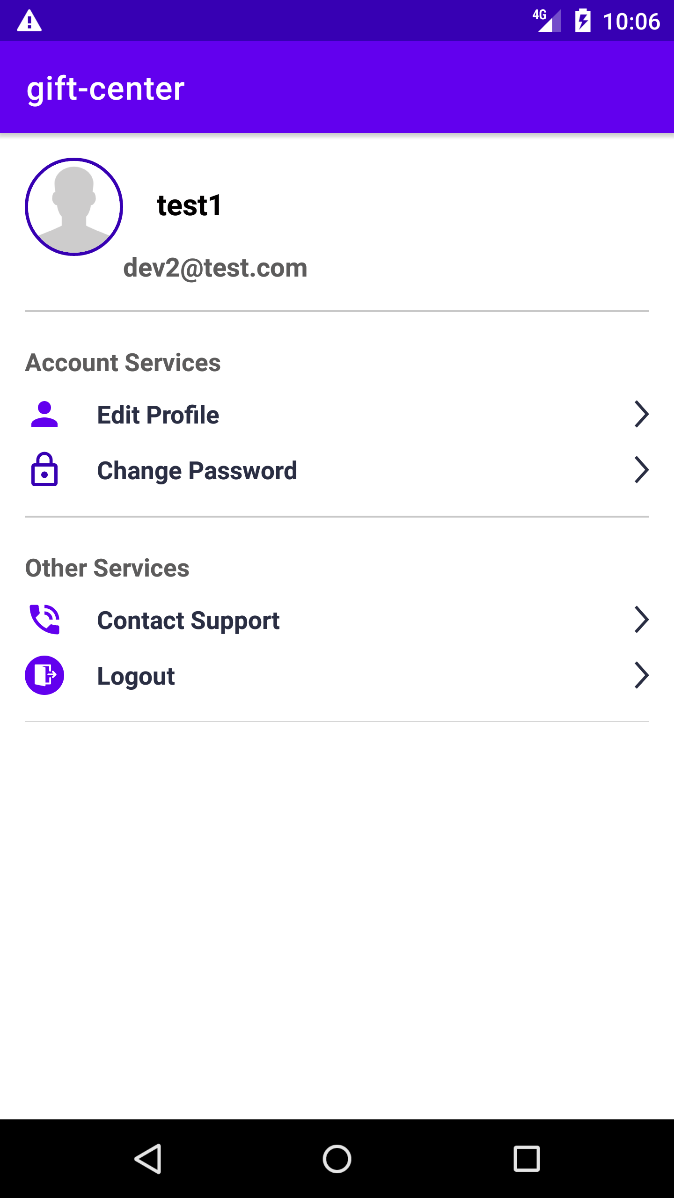 4G 10:06
gift-center
test1
dev2@test.com
Account Services
Edit Profile
Change Password
Other Services
Contact Support
Logout